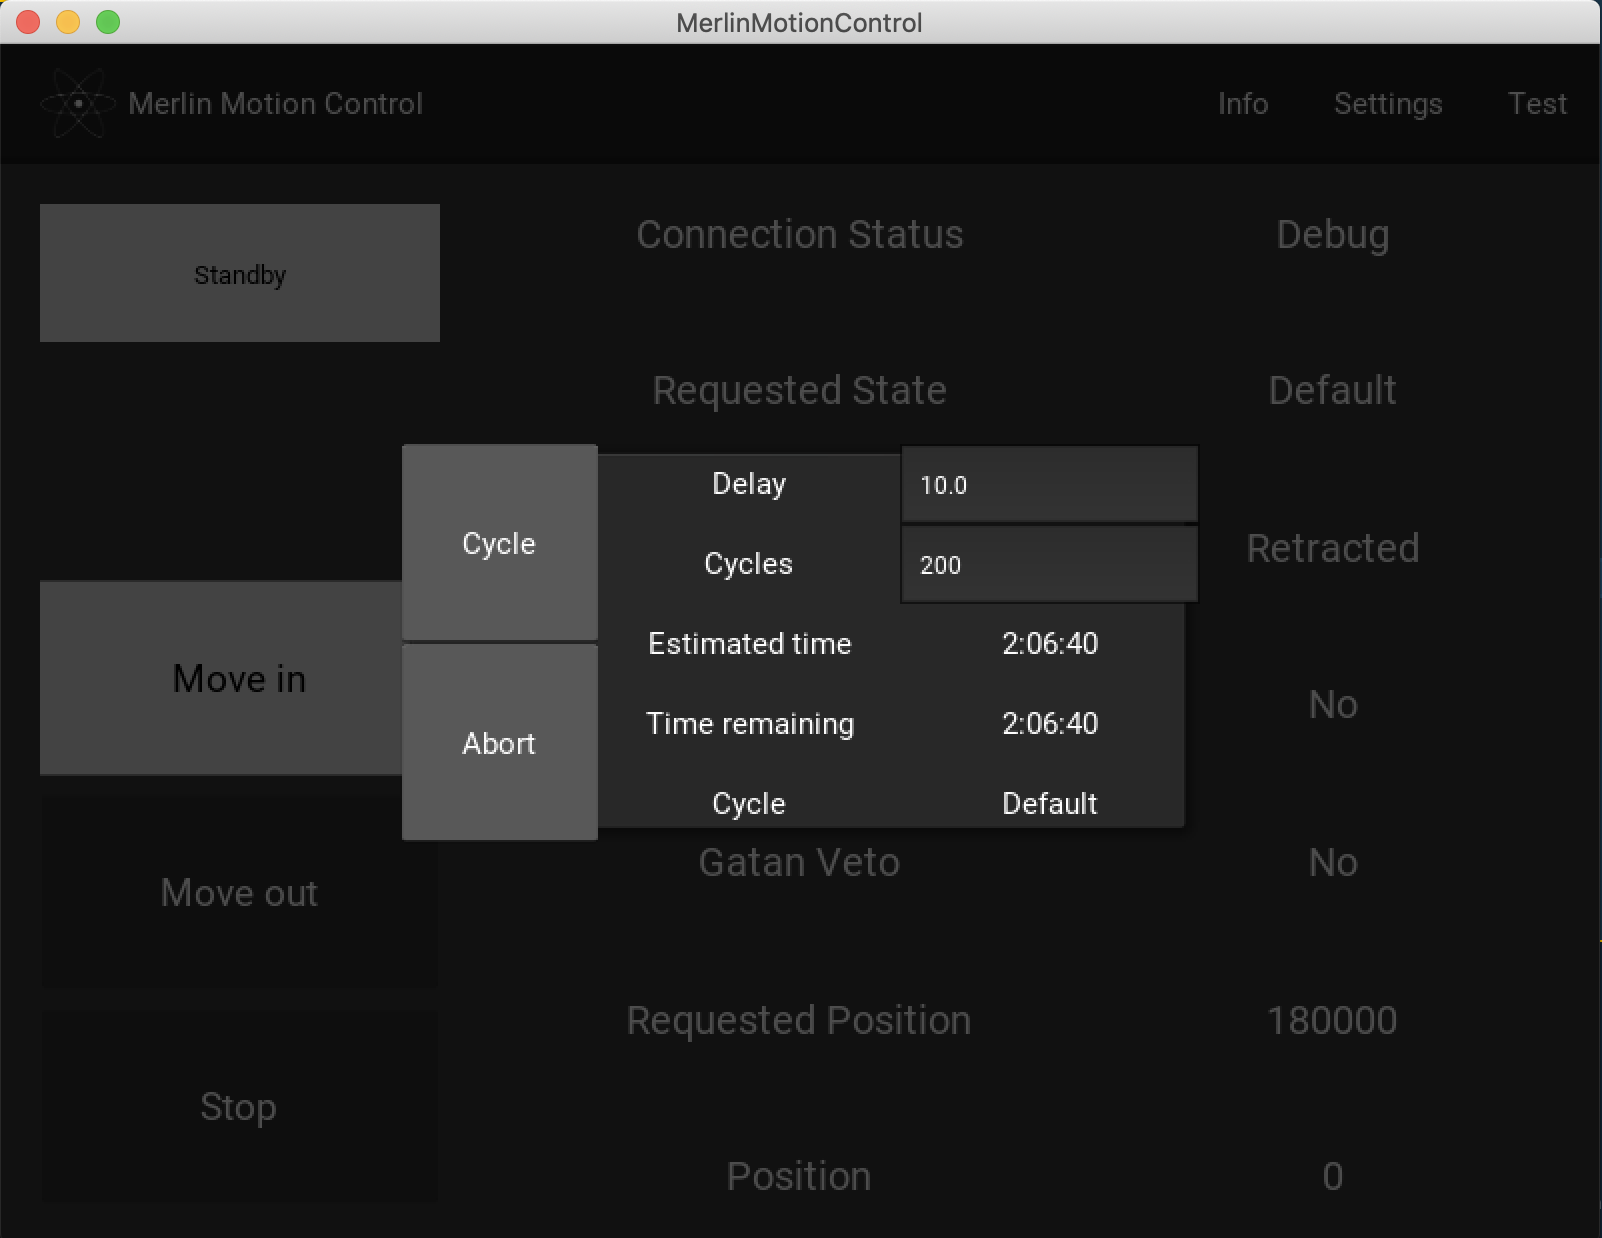 MerlinMotionControl
Merlin Motion Control
Info Settings Test
Standby
Connection Status Debug
Requested State Default
Retracted
Cycle
Delay 10.0
Cycles 200
Estimated time 2:06:40
Time remaining 2:06:40
Cycle Default
Abort
Move in
No
Move out
Gatan Veto No
Requested Position 180000
Stop
Position 0